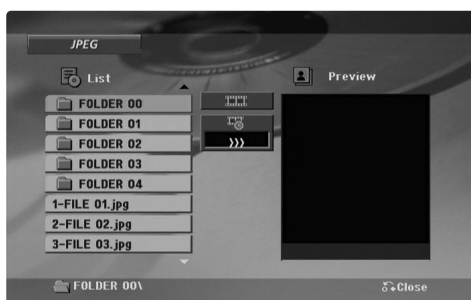 JPEG
List
Preview
FOLDER 00
FOLDER 01
FOLDER 02
FOLDER 03
FOLDER 04
1-FILE 01.jpg
2-FILE 02.jpg
3-FILE 03.jpg
FOLDER 00\
Close